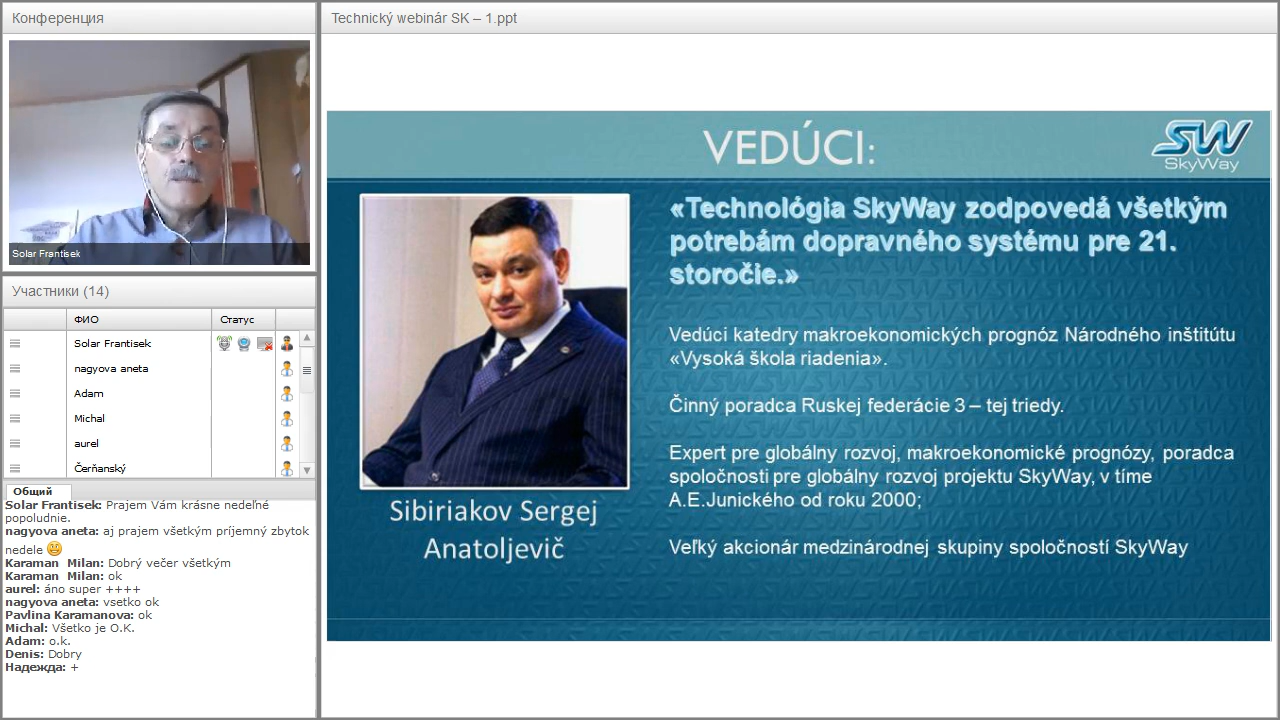 Конференция
Solar Frantisek
Участники (14)
ФИО
Статус
Solar Frantisek
nagyova aneta
Adam
Michal
aurel
Čerňanský
Общий
Solar Frantisek: Prajem Vám krásne nedeľné
popoludnie.
nagyova aneta: aj prajem všetkým príjemný zbytok
nedele
Karaman Milan: Dobrý večer všetkým
Karaman Milan: ok
aurel: áno super ++++
nagyova aneta: vsetko ok
Pavlina Karamanova: ok
Michal: Všetko je O.K.
Adam: o.k.
Denis: Dobry
Надежда: +
Technický webinár SK – 1.ppt
VEDÚCI:
SW
SkyWay
«Technológia SkyWay zodpovedá všetkým
potrebám dopravného systému pre 21.
storočie.»
Vedúci katedry makroekonomických prognóz Národného inštitútu
«Vysoká škola riadenia».
Činný poradca Ruskej federácie 3 – tej triedy.
Expert pre globálny rozvoj, makroekonomické prognózy, poradca
spoločnosti pre globálny rozvoj projektu SkyWay, v tíme
A.E.Junického od roku 2000;
Veľký akcionár medzinárodnej skupiny spoločností SkyWay
Sibiriakov Sergej
Anatoljevič